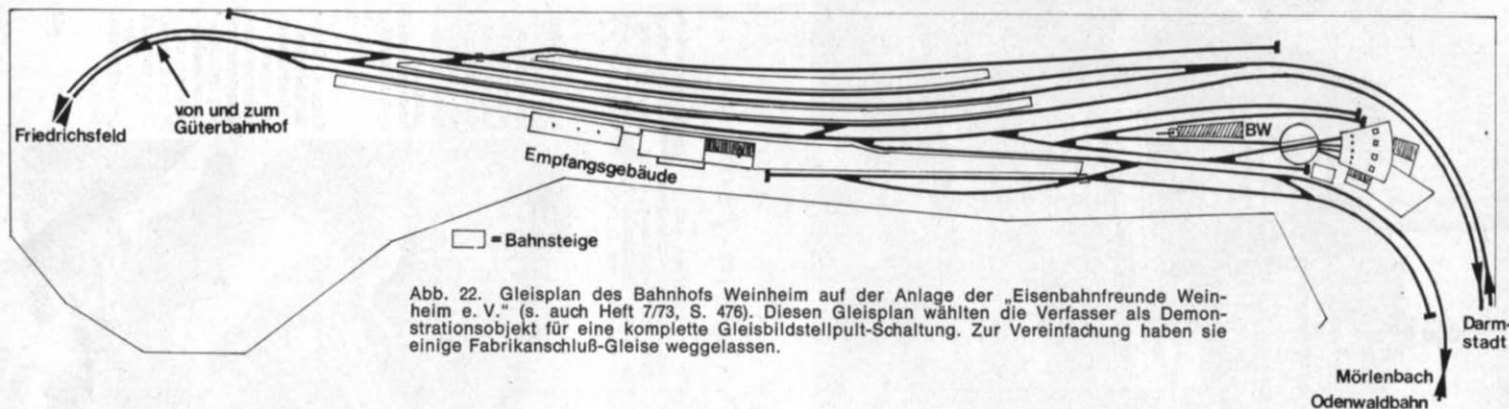 Friedrichsfeld
von und zum
Güterbahnhof
Empfangsgebäude
BW
= Bahnsteige
Abb. 22. Gleisplan des Bahnhofs Weinheim auf der Anlage der „Eisenbahnfreunde Wein-
heim e. V.“ (s. auch Heft 7/73, S. 476). Diesen Gleisplan wählten die Verfasser als Demon-
strationsobjekt für eine komplette Gleisbildstellpult-Schaltung. Zur Vereinfachung haben sie
einige Fabrikanschluß-Gleise weggelassen.
Darm-
stadt
Mörlenbach
Odenwaldbahn